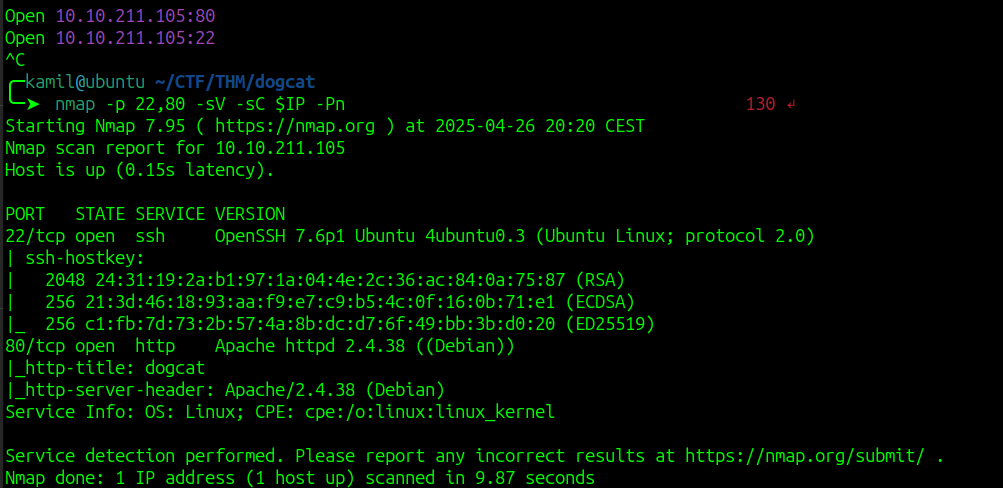 Open 10.10.211.105:80
Open 10.10.211.105:22
^C
kamil@ubuntu ~/CTF/THM/dogcat
nmap -p 22,80 -sV -sC $IP -Pn 130 ↲
Starting Nmap 7.95 ( https://nmap.org ) at 2025-04-26 20:20 CEST
Nmap scan report for 10.10.211.105
Host is up (0.15s latency).
PORT   STATE SERVICE VERSION
22/tcp open  ssh     OpenSSH 7.6p1 Ubuntu 4ubuntu0.3 (Ubuntu Linux; protocol 2.0)
| ssh-hostkey:
|   2048 24:31:19:2a:b1:97:1a:04:4e:2c:36:ac:84:0a:75:87 (RSA)
|   256 21:3d:46:18:93:aa:f9:e7:c9:b5:4c:0f:16:0b:71:e1 (ECDSA)
|_  256 c1:fb:7d:73:2b:57:4a:8b:dc:d7:6f:49:bb:3b:d0:20 (ED25519)
80/tcp open  http    Apache httpd 2.4.38 ((Debian))
|_http-title: dogcat
|_http-server-header: Apache/2.4.38 (Debian)
Service Info: OS: Linux; CPE: cpe:/o:linux:linux_kernel
Service detection performed. Please report any incorrect results at https://nmap.org/submit/ .
Nmap done: 1 IP address (1 host up) scanned in 9.87 seconds